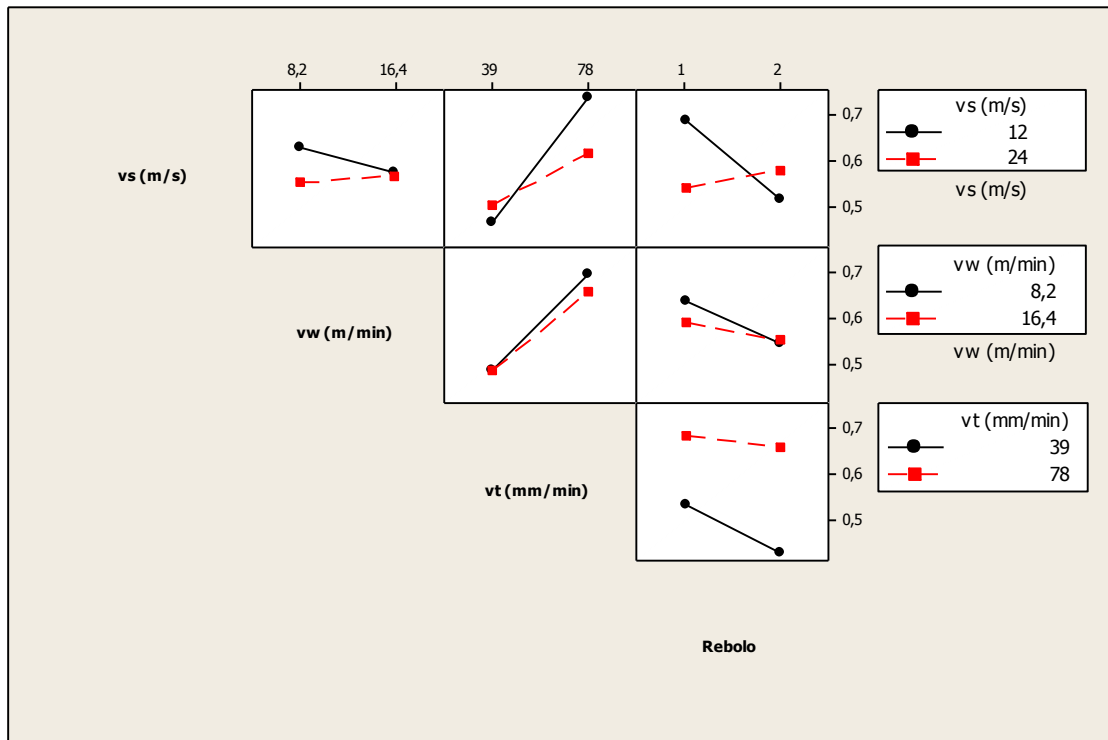 8,2 16,4 39 78 1 2
vs (m/s)
0,7
0,6
0,5
vs (m/s)
12
24
vs (m/s)
vw (m/min)
0,7
0,6
0,5
vw (m/min)
8,2
16,4
vw (m/min)
vt (mm/min)
0,7
0,6
0,5
vt (mm/min)
39
78
Rebolo